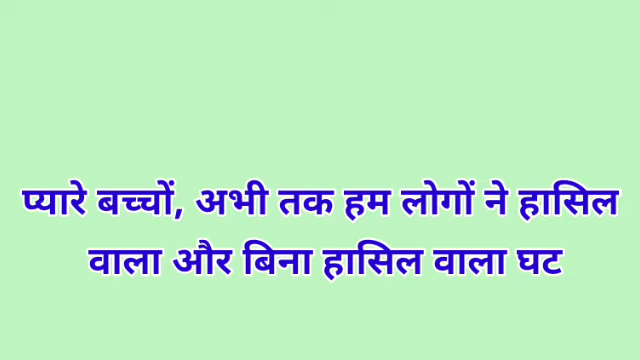 प्यारे बच्चों, अभी तक हम लोगों ने हासिल
वाला और बिना हासिल वाला घट